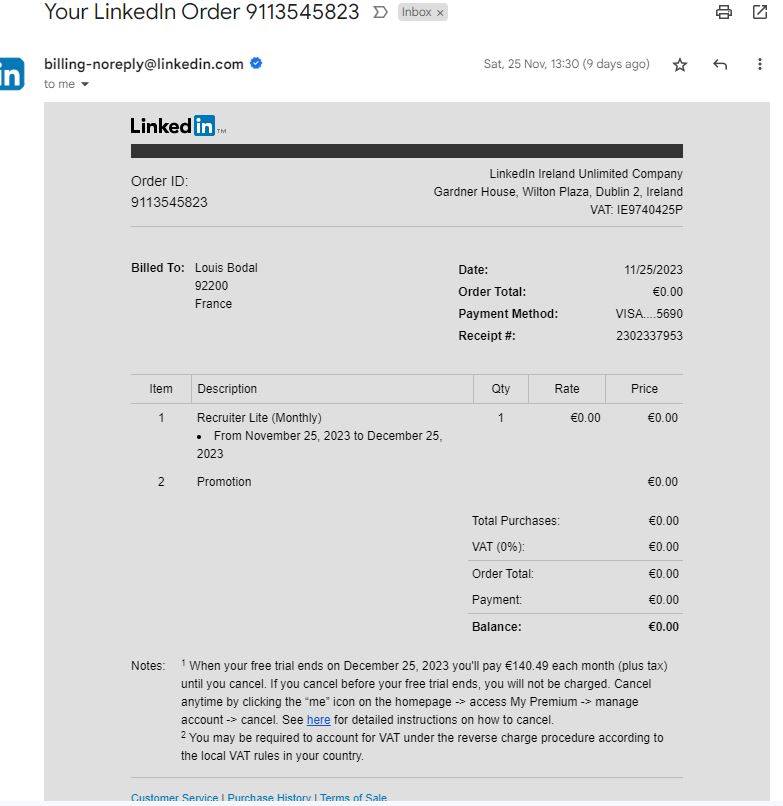 Your LinkedIn Order 9113545823 Inbox ×
billing-noreply@linkedin.com Sat, 25 Nov, 13:30 (9 days ago)
to me
in
Linked in TM
Order ID:
9113545823
LinkedIn Ireland Unlimited Company
Gardner House, Wilton Plaza, Dublin 2, Ireland
VAT: IE9740425P
Billed To: Louis Bodal
92200
France
Date: 11/25/2023
Order Total: €0.00
Payment Method: VISA....5690
Receipt #: 2302337953
Item Description Qty Rate Price
1 Recruiter Lite (Monthly) 1 €0.00 €0.00
• From November 25, 2023 to December 25,
2023
2 Promotion €0.00
Total Purchases: €0.00
VAT (0%): €0.00
Order Total: €0.00
Payment: €0.00
Balance: €0.00
Notes: 1 When your free trial ends on December 25, 2023 you'll pay €140.49 each month (plus tax)
until you cancel. If you cancel before your free trial ends, you will not be charged. Cancel
anytime by clicking the “me” icon on the homepage -> access My Premium -> manage
account -> cancel. See here for detailed instructions on how to cancel.
2 You may be required to account for VAT under the reverse charge procedure according to
the local VAT rules in your country.
Customer Service | Purchase History | Terms of Sale